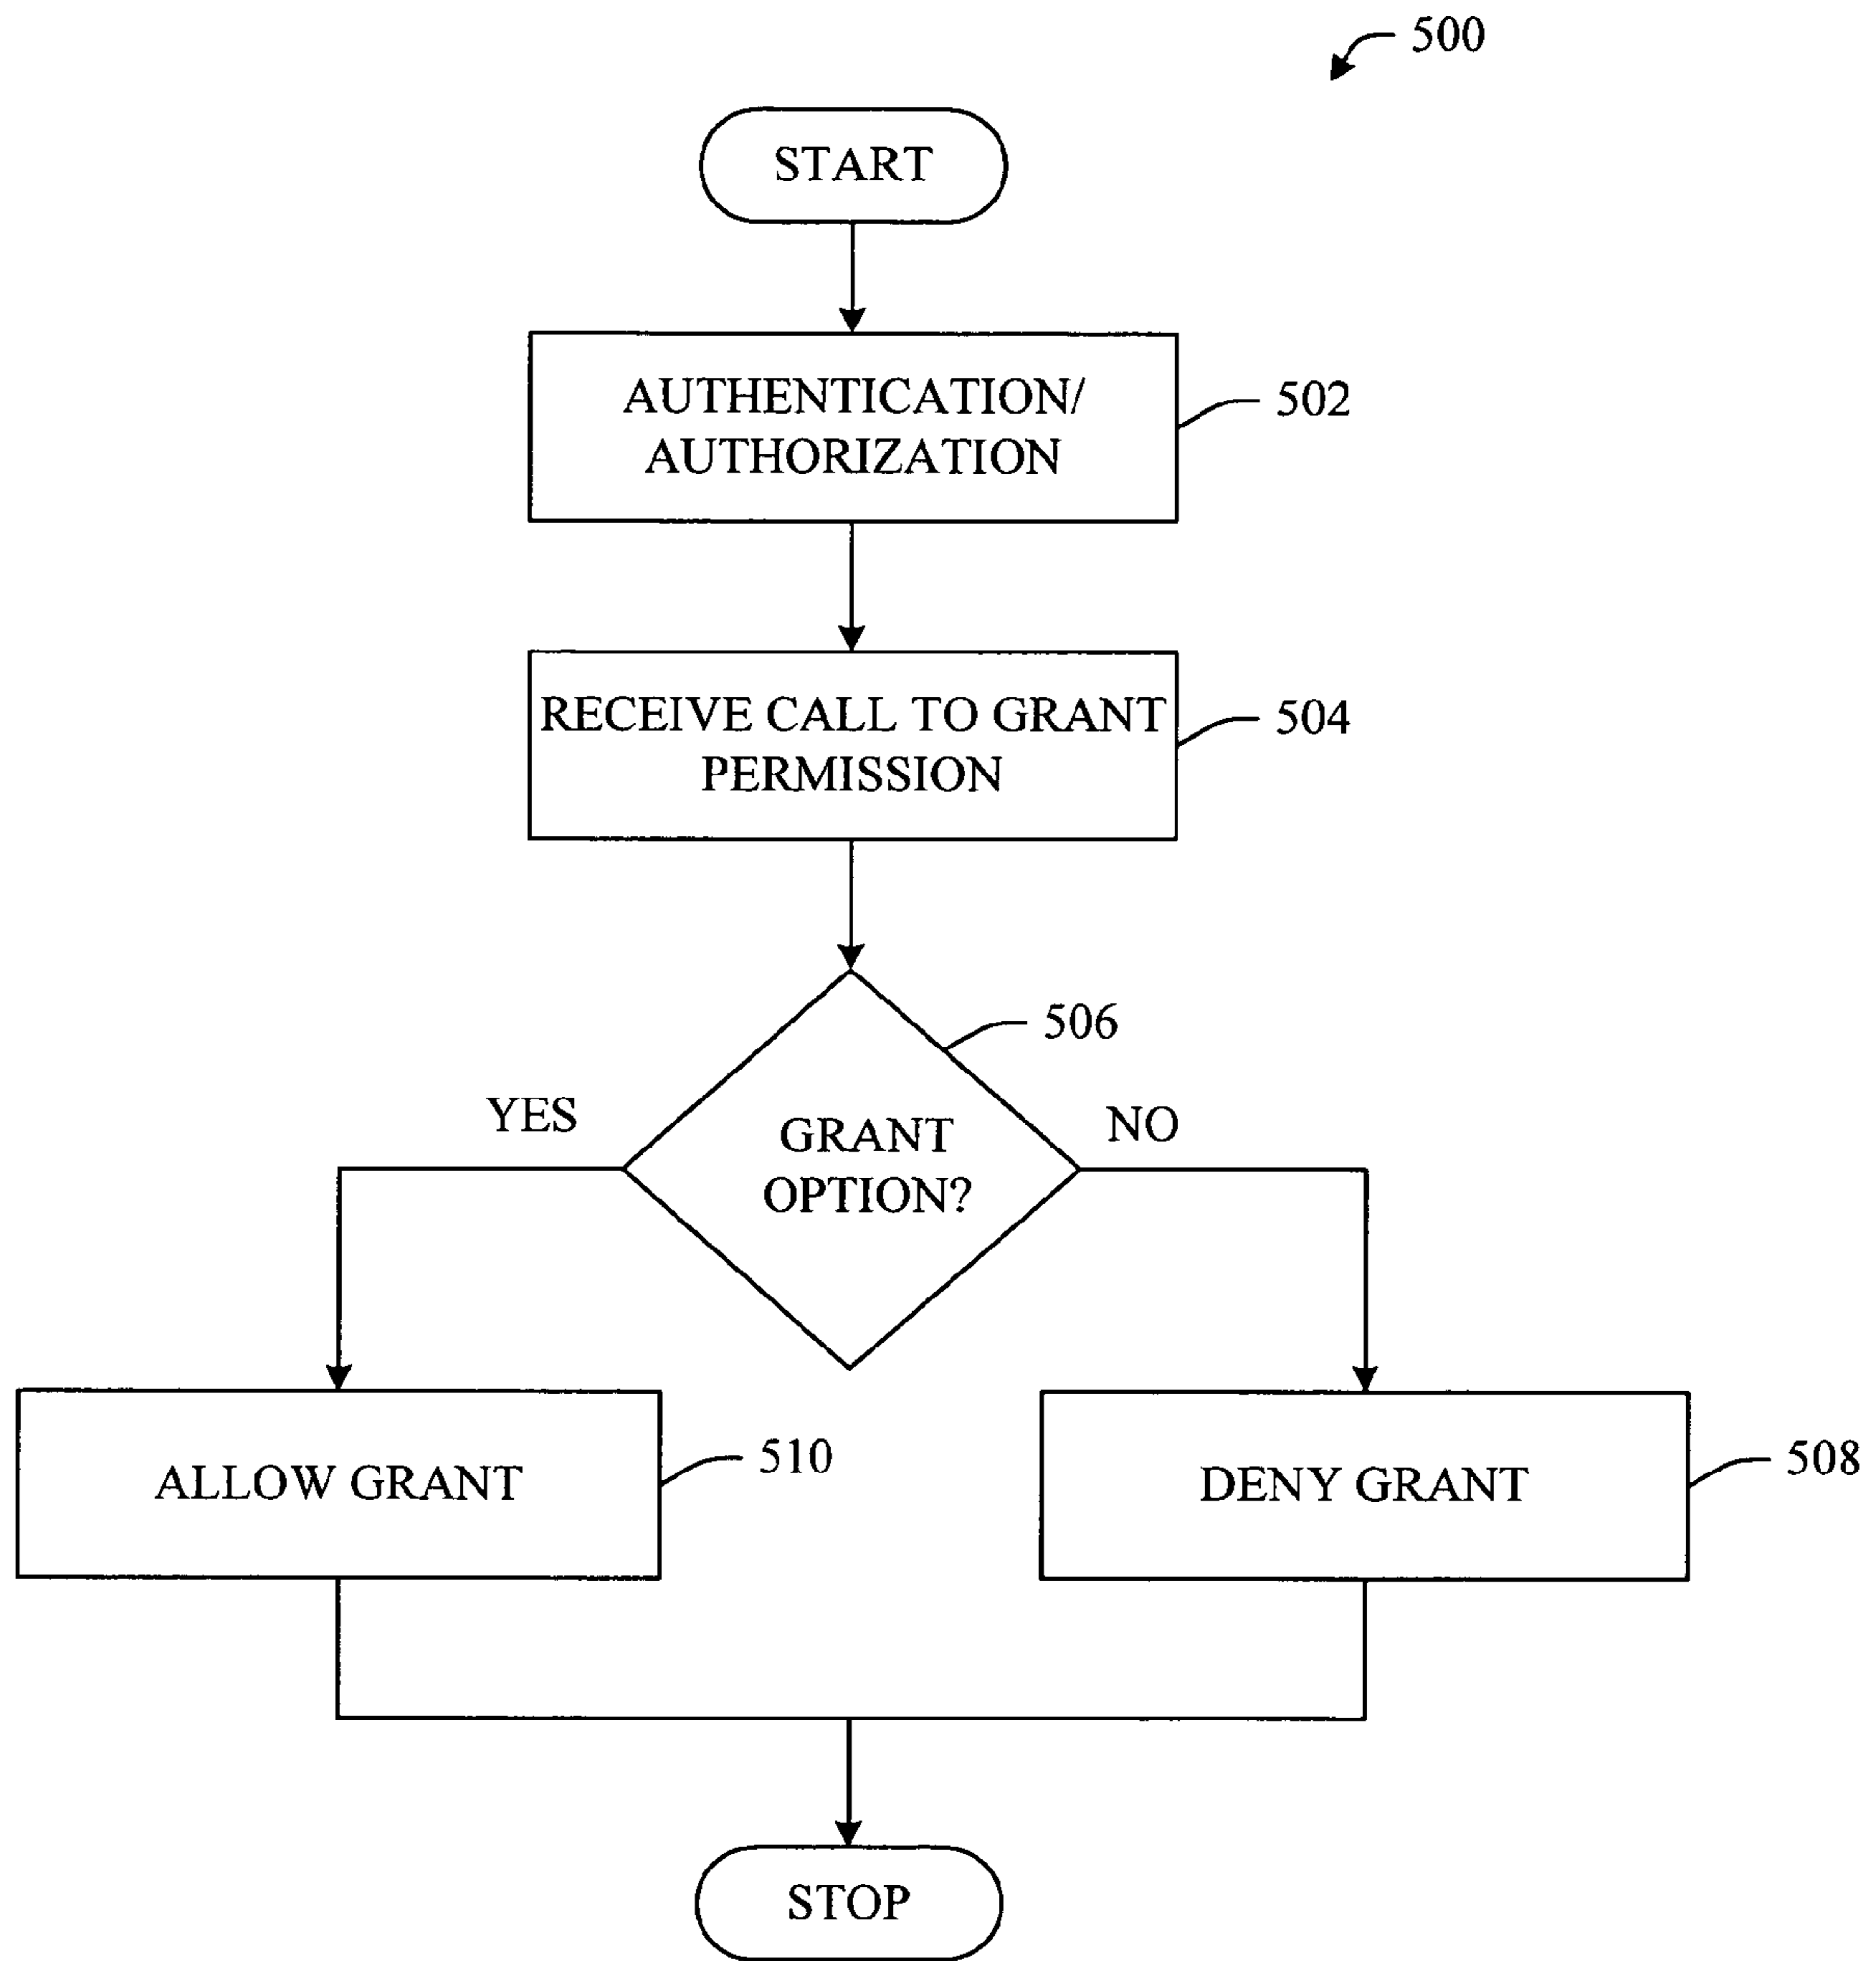 500
START
AUTHENTICATION/
AUTHORIZATION
502
RECEIVE CALL TO GRANT
PERMISSION
504
506
YES
GRANT
OPTION?
NO
ALLOW GRANT
510
DENY GRANT
508
STOP